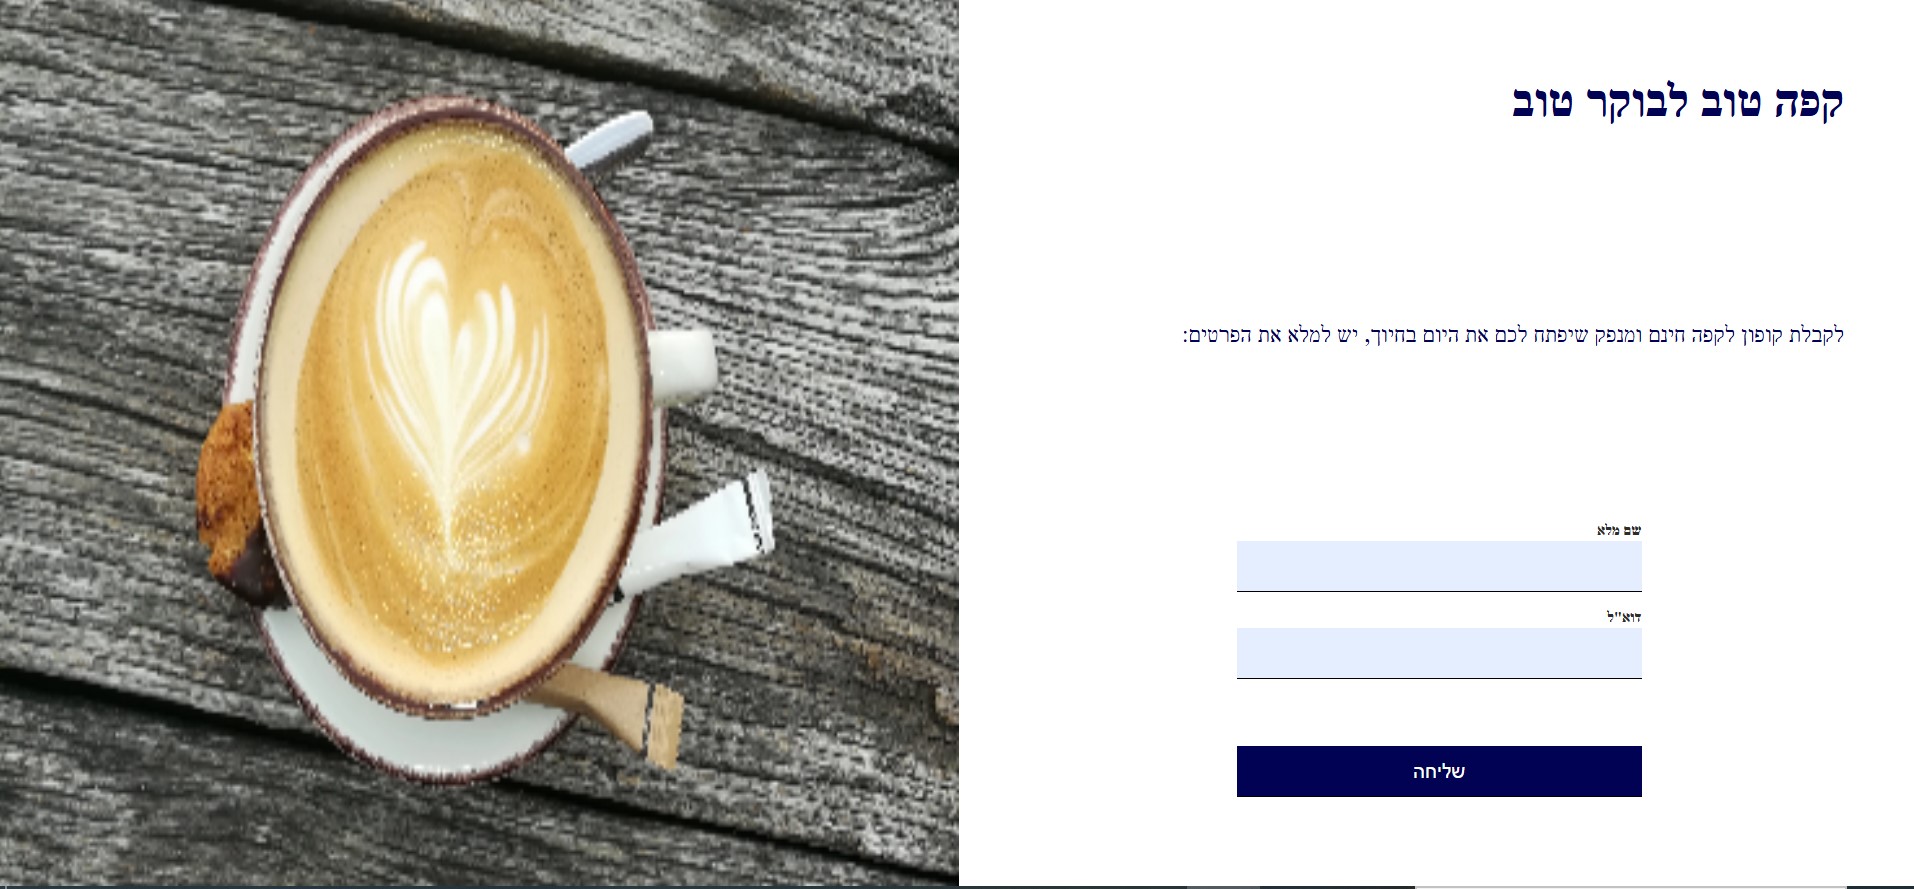 קפה טוב לבוקר טוב
לקבלת קופון לקפה חינם ומנפק שיפתח לכם את היום בחיוך, יש למלא את הפרטים:
שם מלא
דוא"ל
שליחה